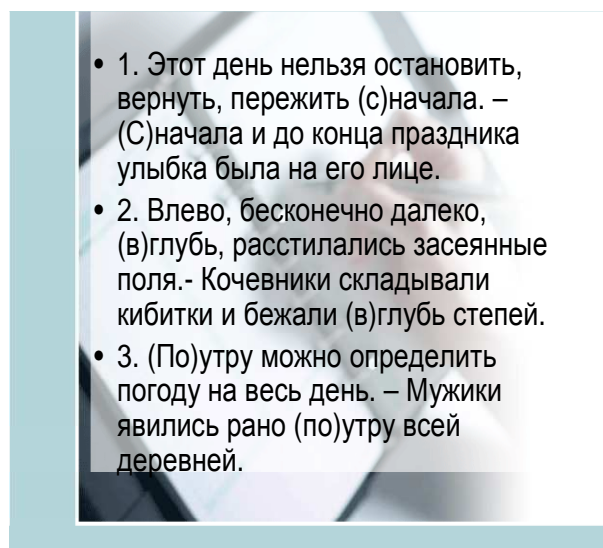 • 1. Этот день нельзя остановить,
вернуть, пережить (с)начала. –
(С)начала и до конца праздника
улыбка была на его лице.
• 2. Влево, бесконечно далеко,
(в)глубь, расстилались засеянные
поля.- Кочевники складывали
кибитки и бежали (в)глубь степей.
• 3. (По)утру можно определить
погоду на весь день. – Мужики
явились рано (по)утру всей
деревней.